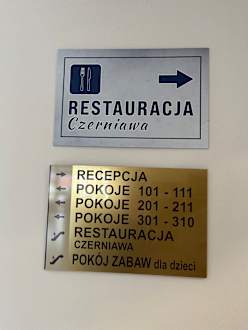 RESTAURACJA
Czerniawa
RECEPCJA
POKOJE 101 - 111
POKOJE 201 - 211
POKOJE 301 - 310
RESTAURACJA
CZERNIAWA
POKÓJ ZABAW dla dzieci